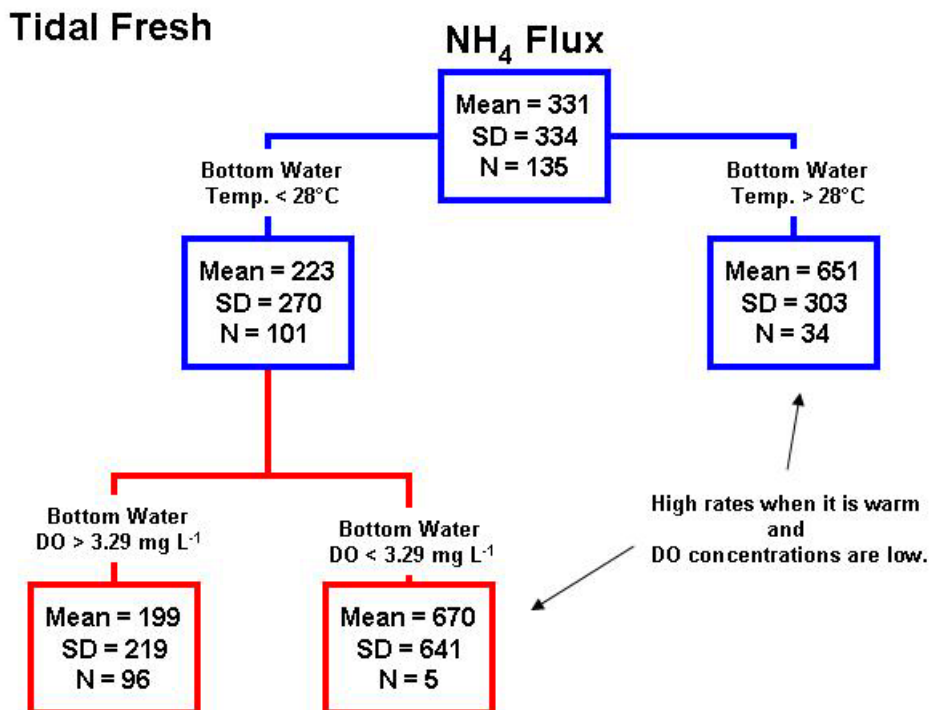 Tidal Fresh
NH₄ Flux
Mean = 331
SD = 334
N = 135
Bottom Water
Temp. < 28°C
Bottom Water
Temp. > 28°C
Mean = 223
SD = 270
N = 101
Mean = 651
SD = 303
N = 34
High rates when it is warm
and
DO concentrations are low.
Bottom Water
DO > 3.29 mg L⁻¹
Bottom Water
DO < 3.29 mg L⁻¹
Mean = 199
SD = 219
N = 96
Mean = 670
SD = 641
N = 5